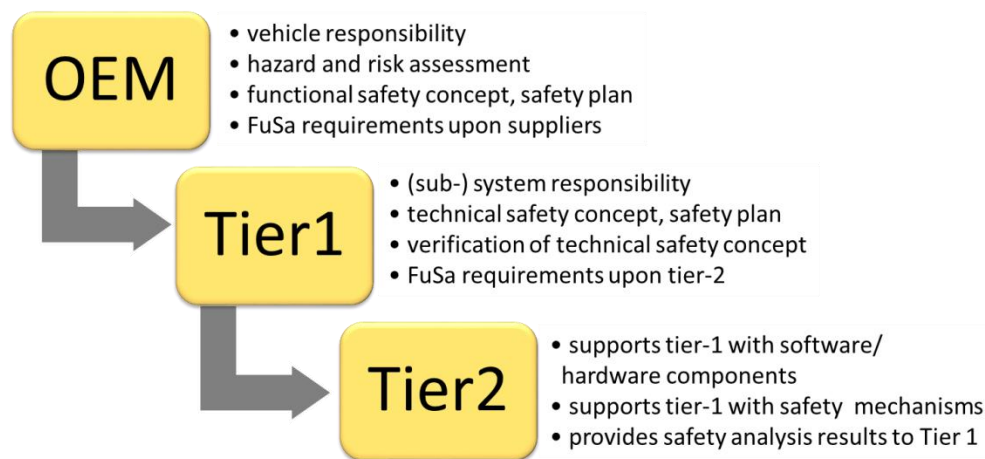 OEM
• vehicle responsibility
• hazard and risk assessment
• functional safety concept, safety plan
• FuSa requirements upon suppliers
Tier1
• (sub-) system responsibility
• technical safety concept, safety plan
• verification of technical safety concept
• FuSa requirements upon tier-2
Tier2
• supports tier-1 with software/
hardware components
• supports tier-1 with safety mechanisms
• provides safety analysis results to Tier 1